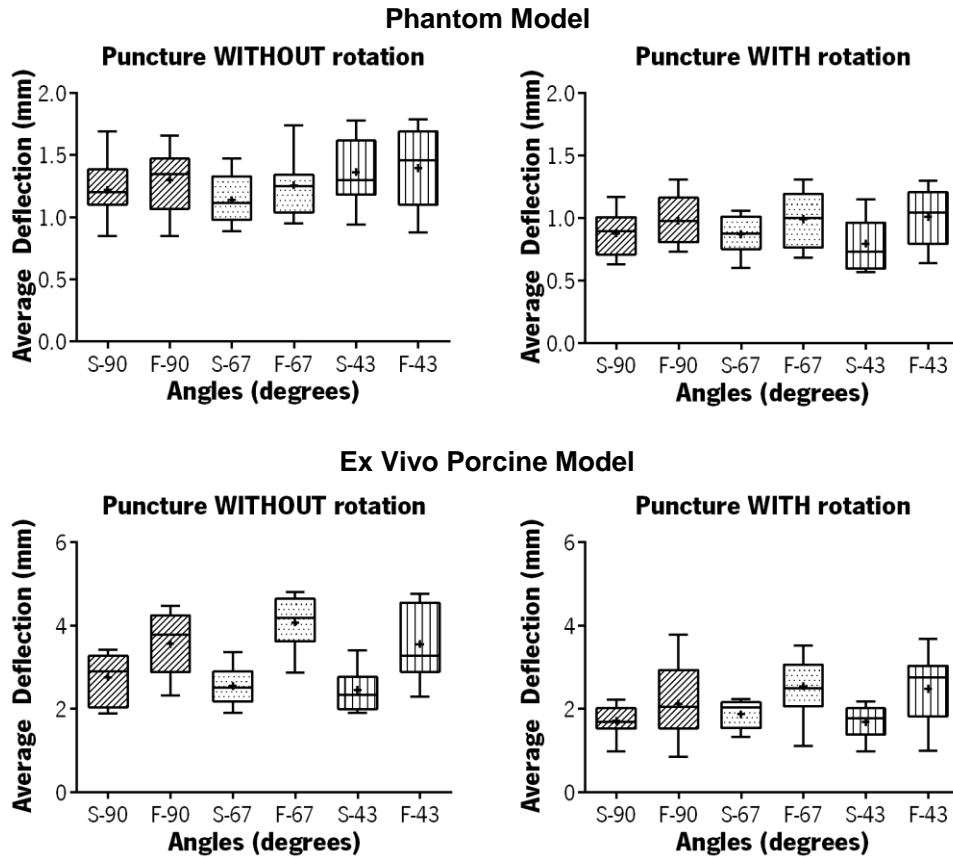 Phantom Model
Puncture WITHOUT rotation
Average Deflection (mm)
2.0
1.5
1.0
0.5
0.0
S-90 F-90 S-67 F-67 S-43 F-43
Angles (degrees)
Puncture WITH rotation
Average Deflection (mm)
2.0
1.5
1.0
0.5
0.0
S-90 F-90 S-67 F-67 S-43 F-43
Angles (degrees)
Ex Vivo Porcine Model
Puncture WITHOUT rotation
Average Deflection (mm)
6
4
2
0
S-90 F-90 S-67 F-67 S-43 F-43
Angles (degrees)
Puncture WITH rotation
Average Deflection (mm)
6
4
2
0
S-90 F-90 S-67 F-67 S-43 F-43
Angles (degrees)